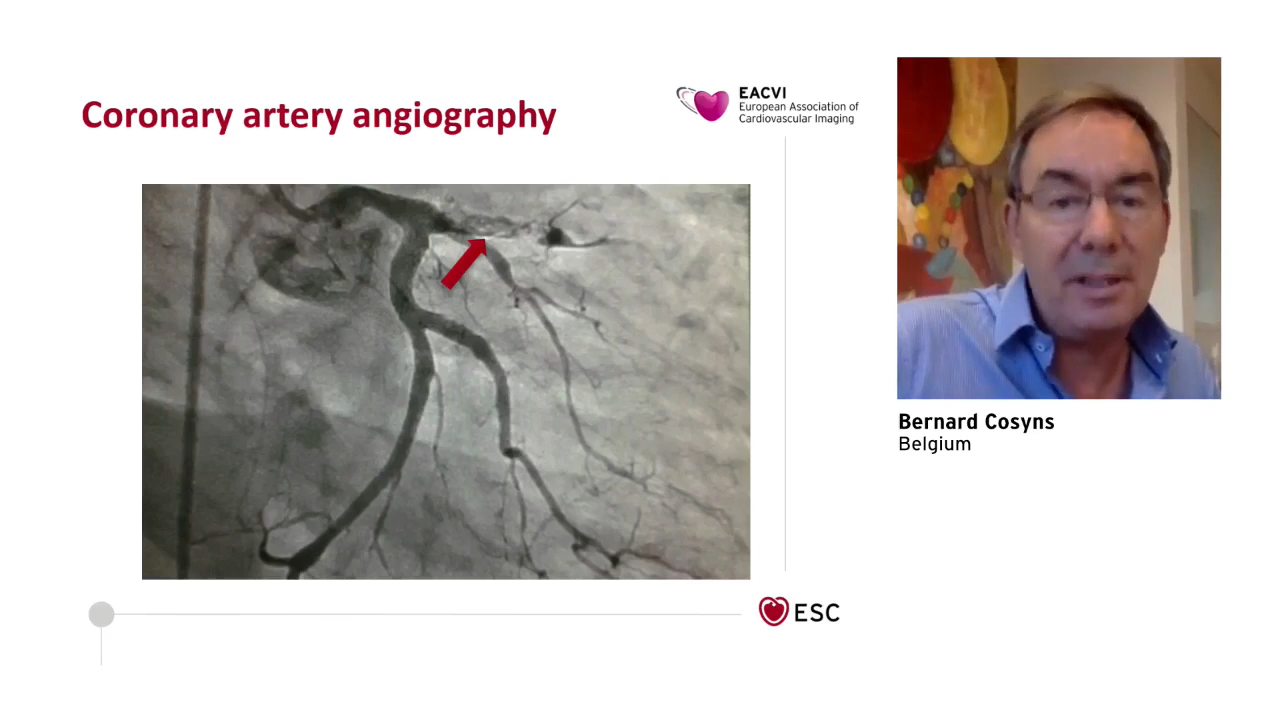 Coronary artery angiography
EACVI
European Association of
Cardiovascular Imaging
Bernard Cosyns
Belgium
ESC